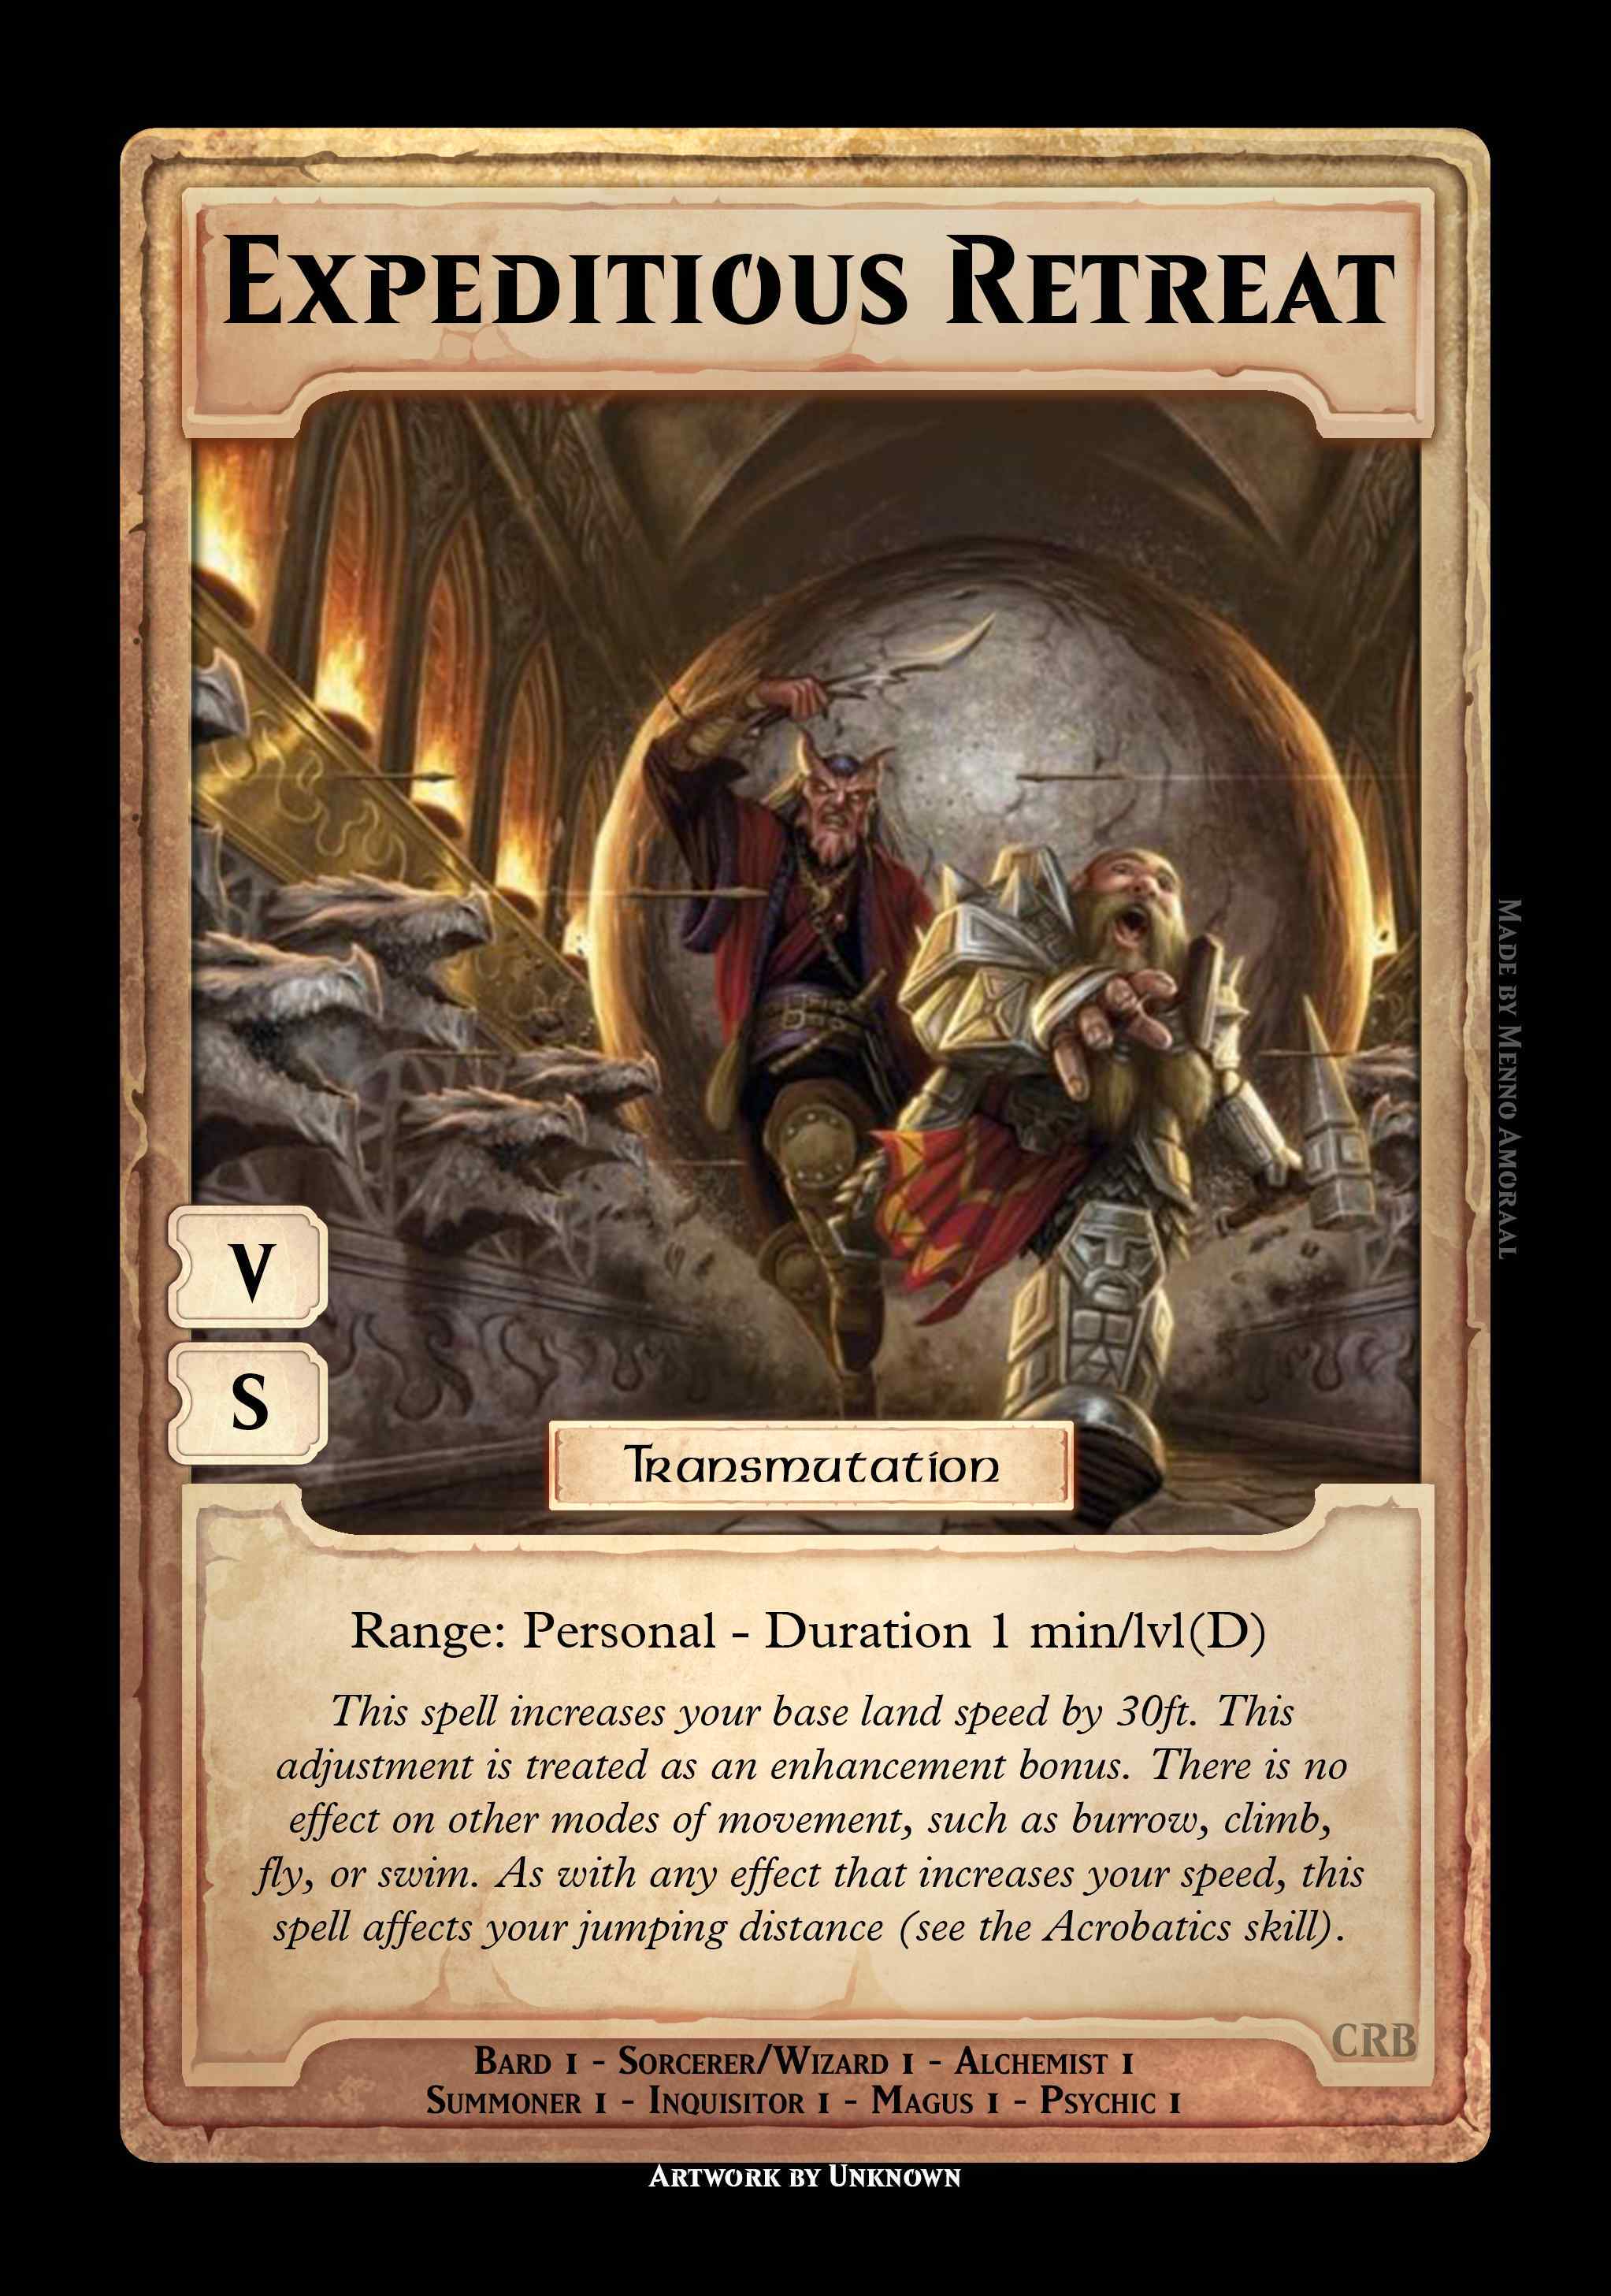 Expeditious Retreat
V
S
Transmutation
Range: Personal - Duration 1 min/lvl(D)
This spell increases your base land speed by 30ft. This
adjustment is treated as an enhancement bonus. There is no
effect on other modes of movement, such as burrow, climb,
fly, or swim. As with any effect that increases your speed, this
spell affects your jumping distance (see the Acrobatics skill).
CRB
Bard 1 - Sorcerer/Wizard 1 - Alchemist 1
Summoner 1 - Inquisitor 1 - Magus 1 - Psychic 1
Artwork by Unknown
Made by Menno Amoraal